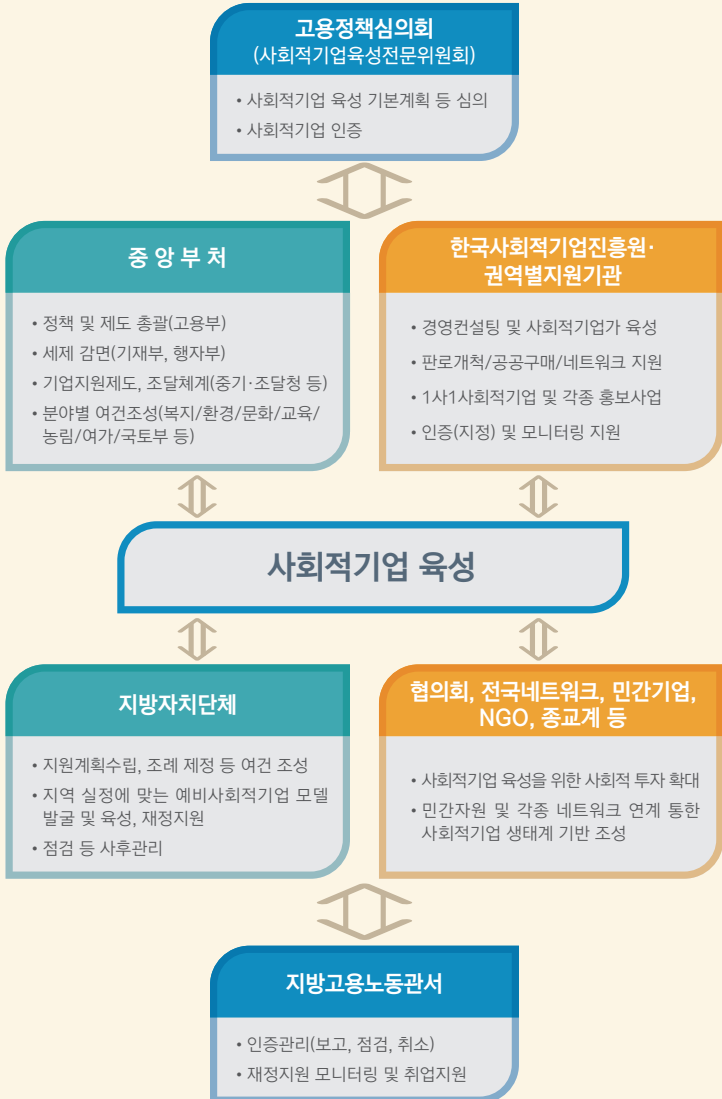 고용정책심의회
(사회적기업육성전문위원회)
• 사회적기업 육성 기본계획 등 심의
• 사회적기업 인증
중 앙 부 처
• 정책 및 제도 총괄(고용부)
• 세제 감면(기재부, 행자부)
• 기업지원제도, 조달체계(중기·조달청 등)
• 분야별 여건조성(복지/환경/문화/교육/
농림/여가/국토부 등)
한국사회적기업진흥원·
권역별지원기관
• 경영컨설팅 및 사회적기업가 육성
• 판로개척/공공구매/네트워크 지원
• 1사1사회적기업 및 각종 홍보사업
• 인증(지정) 및 모니터링 지원
사회적기업 육성
지방자치단체
• 지원계획수립, 조례 제정 등 여건 조성
• 지역 실정에 맞는 예비사회적기업 모델
발굴 및 육성, 재정지원
• 점검 등 사후관리
협의회, 전국네트워크, 민간기업,
NGO, 종교계 등
• 사회적기업 육성을 위한 사회적 투자 확대
• 민간자원 및 각종 네트워크 연계 통한
사회적기업 생태계 기반 조성
지방고용노동관서
• 인증관리(보고, 점검, 취소)
• 재정지원 모니터링 및 취업지원